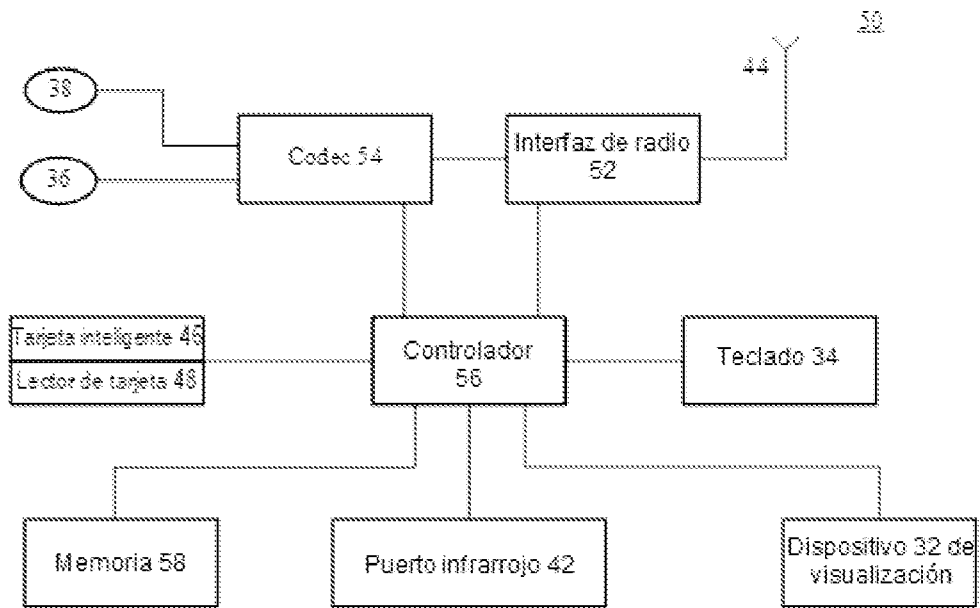 50
44
38
Codec 54
Interfaz de radio
52
36
Tarjeta inteligente 46
Lector de tarjeta 48
Controlador
56
Teclado 34
Memoria 58
Puerto infrarrojo 42
Dispositivo 32 de
visualización